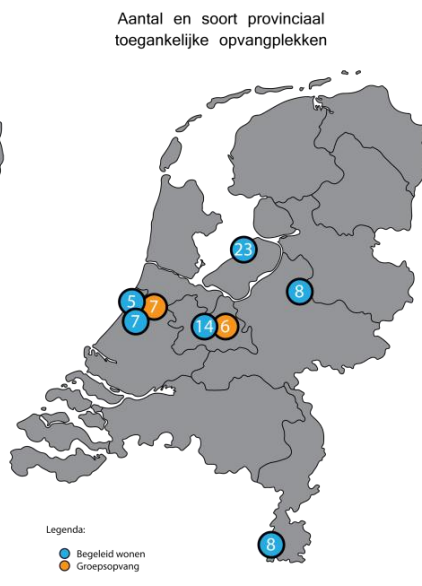 Aantal en soort provinciaal
toegankelijke opvangplekken
23
8
5
7
7
14
6
8
Legenda:
Begeleid wonen
Groepsopvang